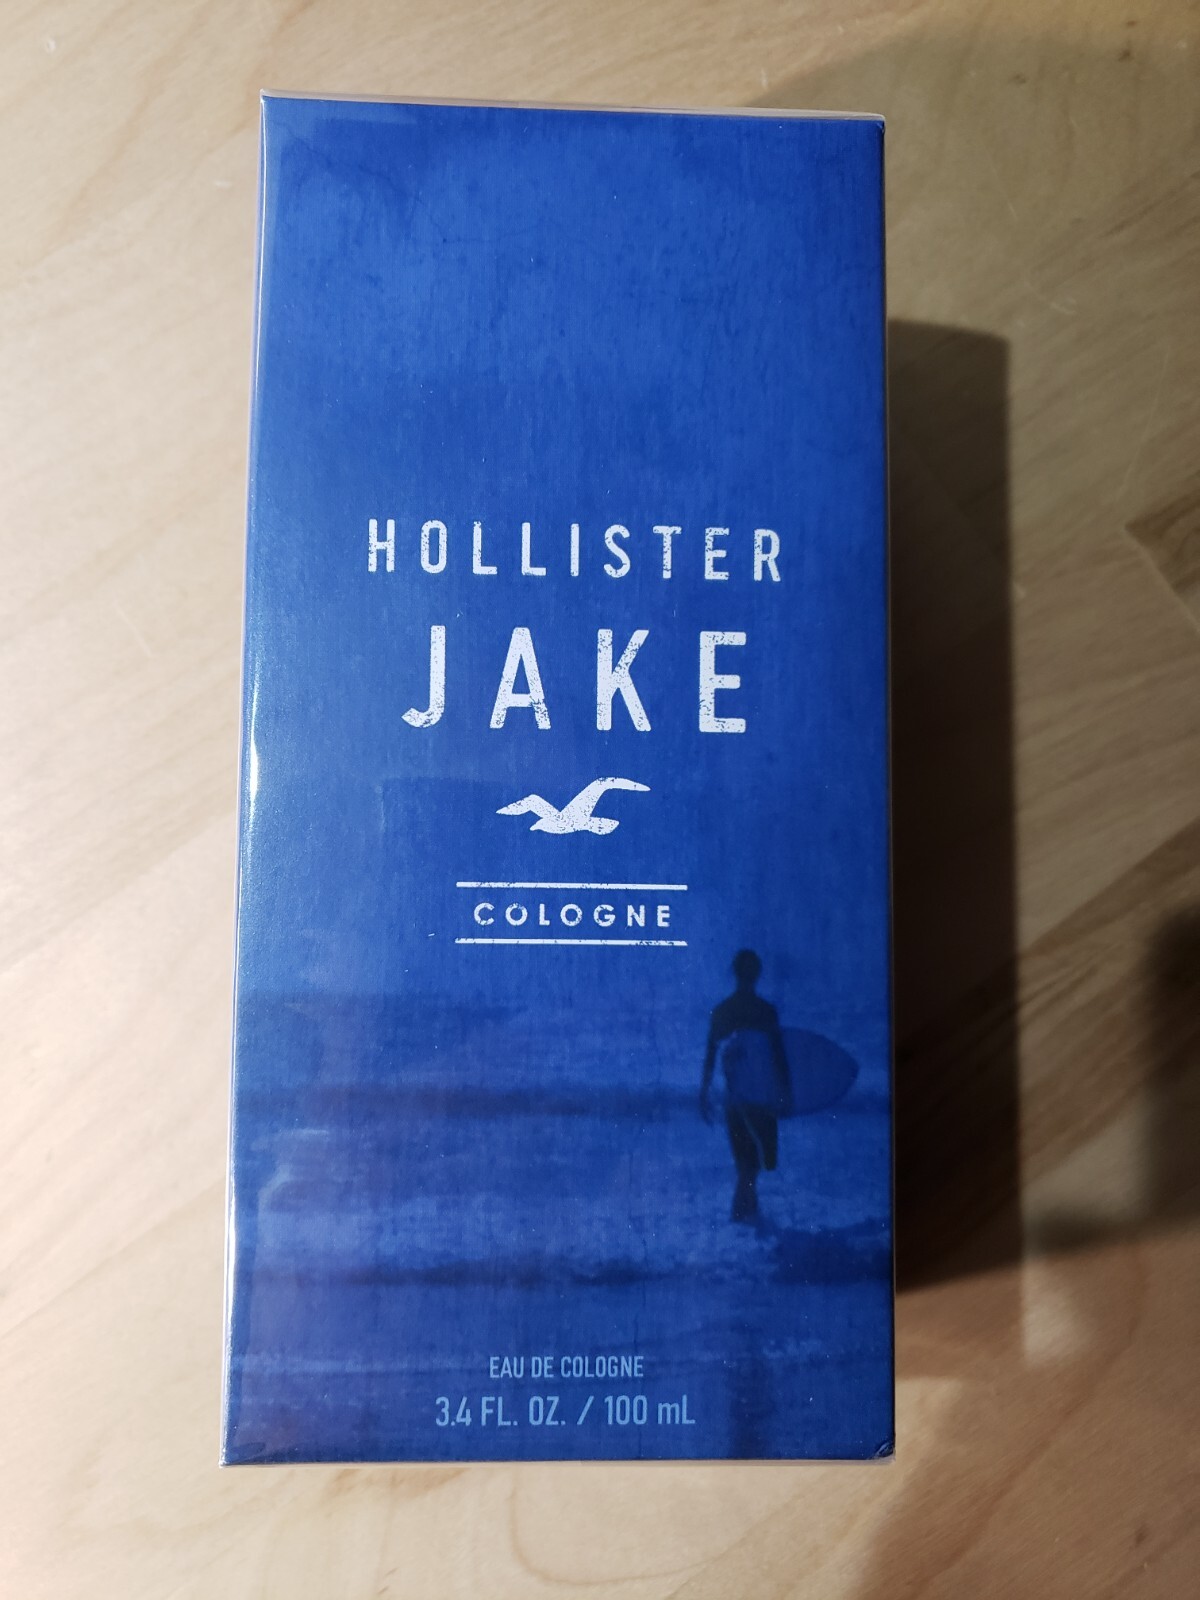 HOLLISTER
JAKE
COLOGNE
EAU DE COLOGNE
3.4 FL. OZ. / 100 mL